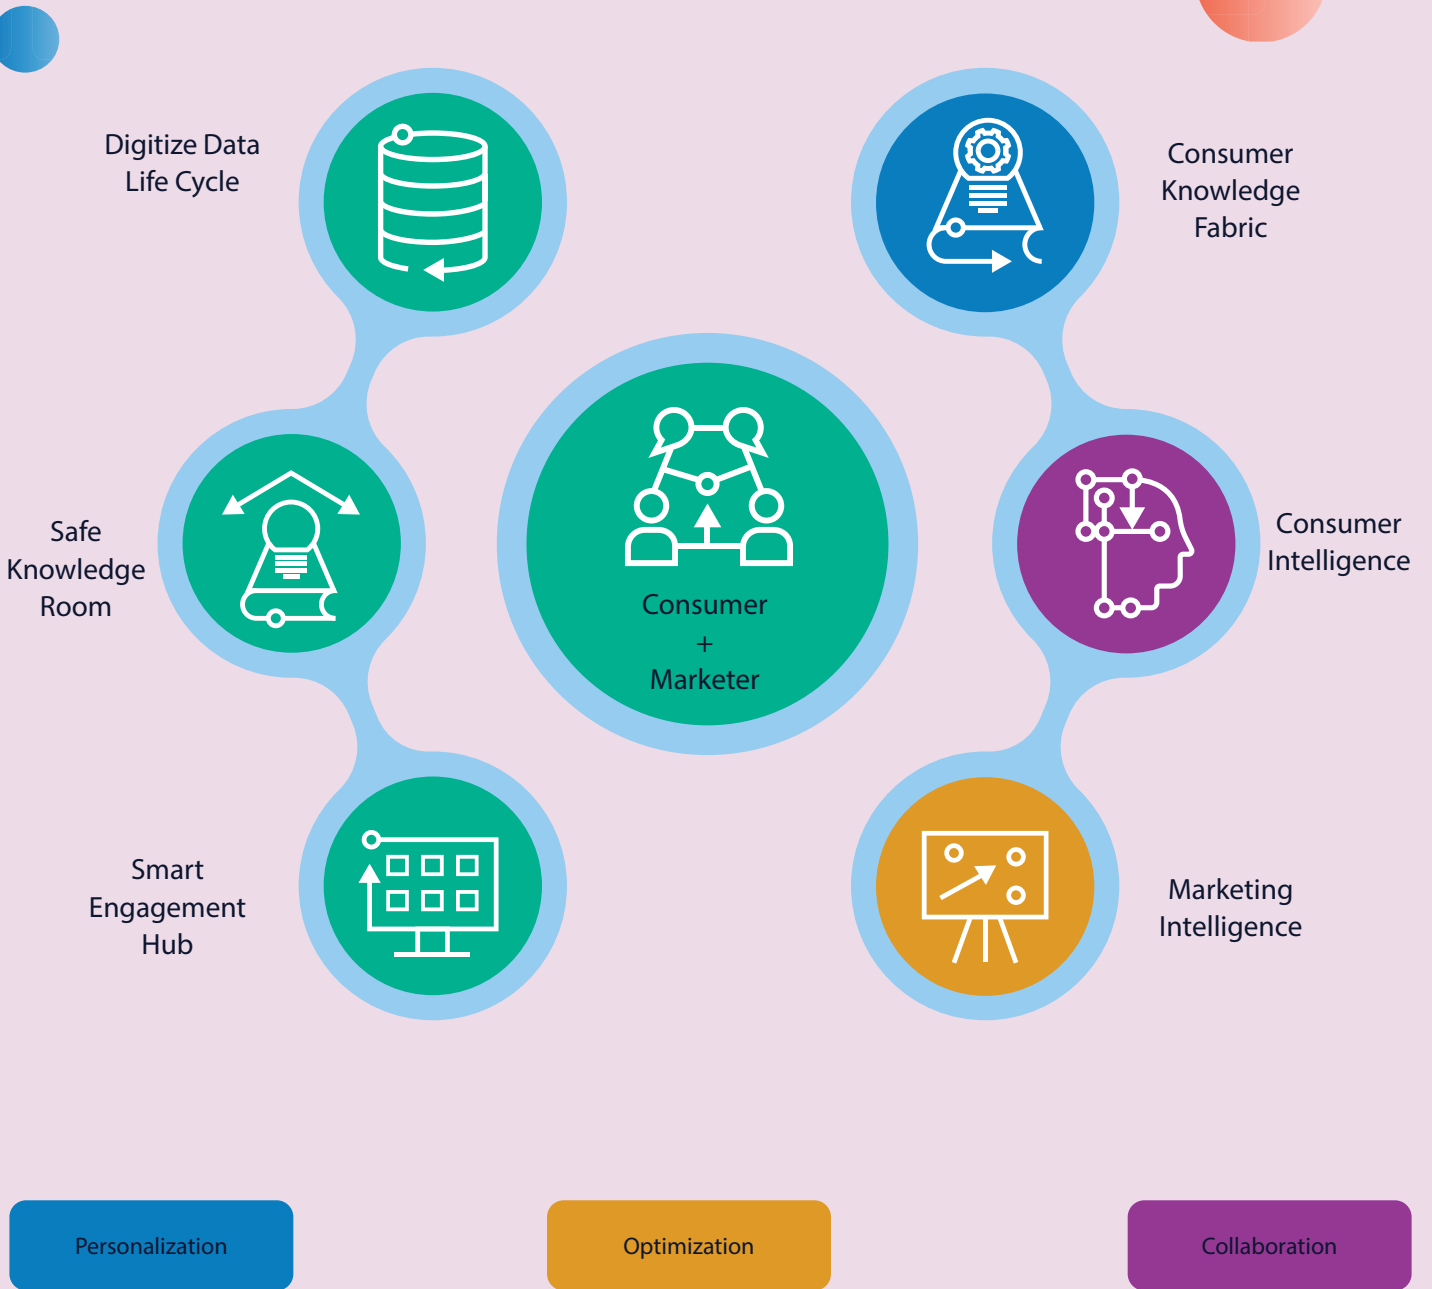 Digitize Data
Life Cycle
Consumer
Knowledge
Fabric
Safe
Knowledge
Room
Consumer
+
Marketer
Consumer
Intelligence
Smart
Engagement
Hub
Marketing
Intelligence
Personalization
Optimization
Collaboration